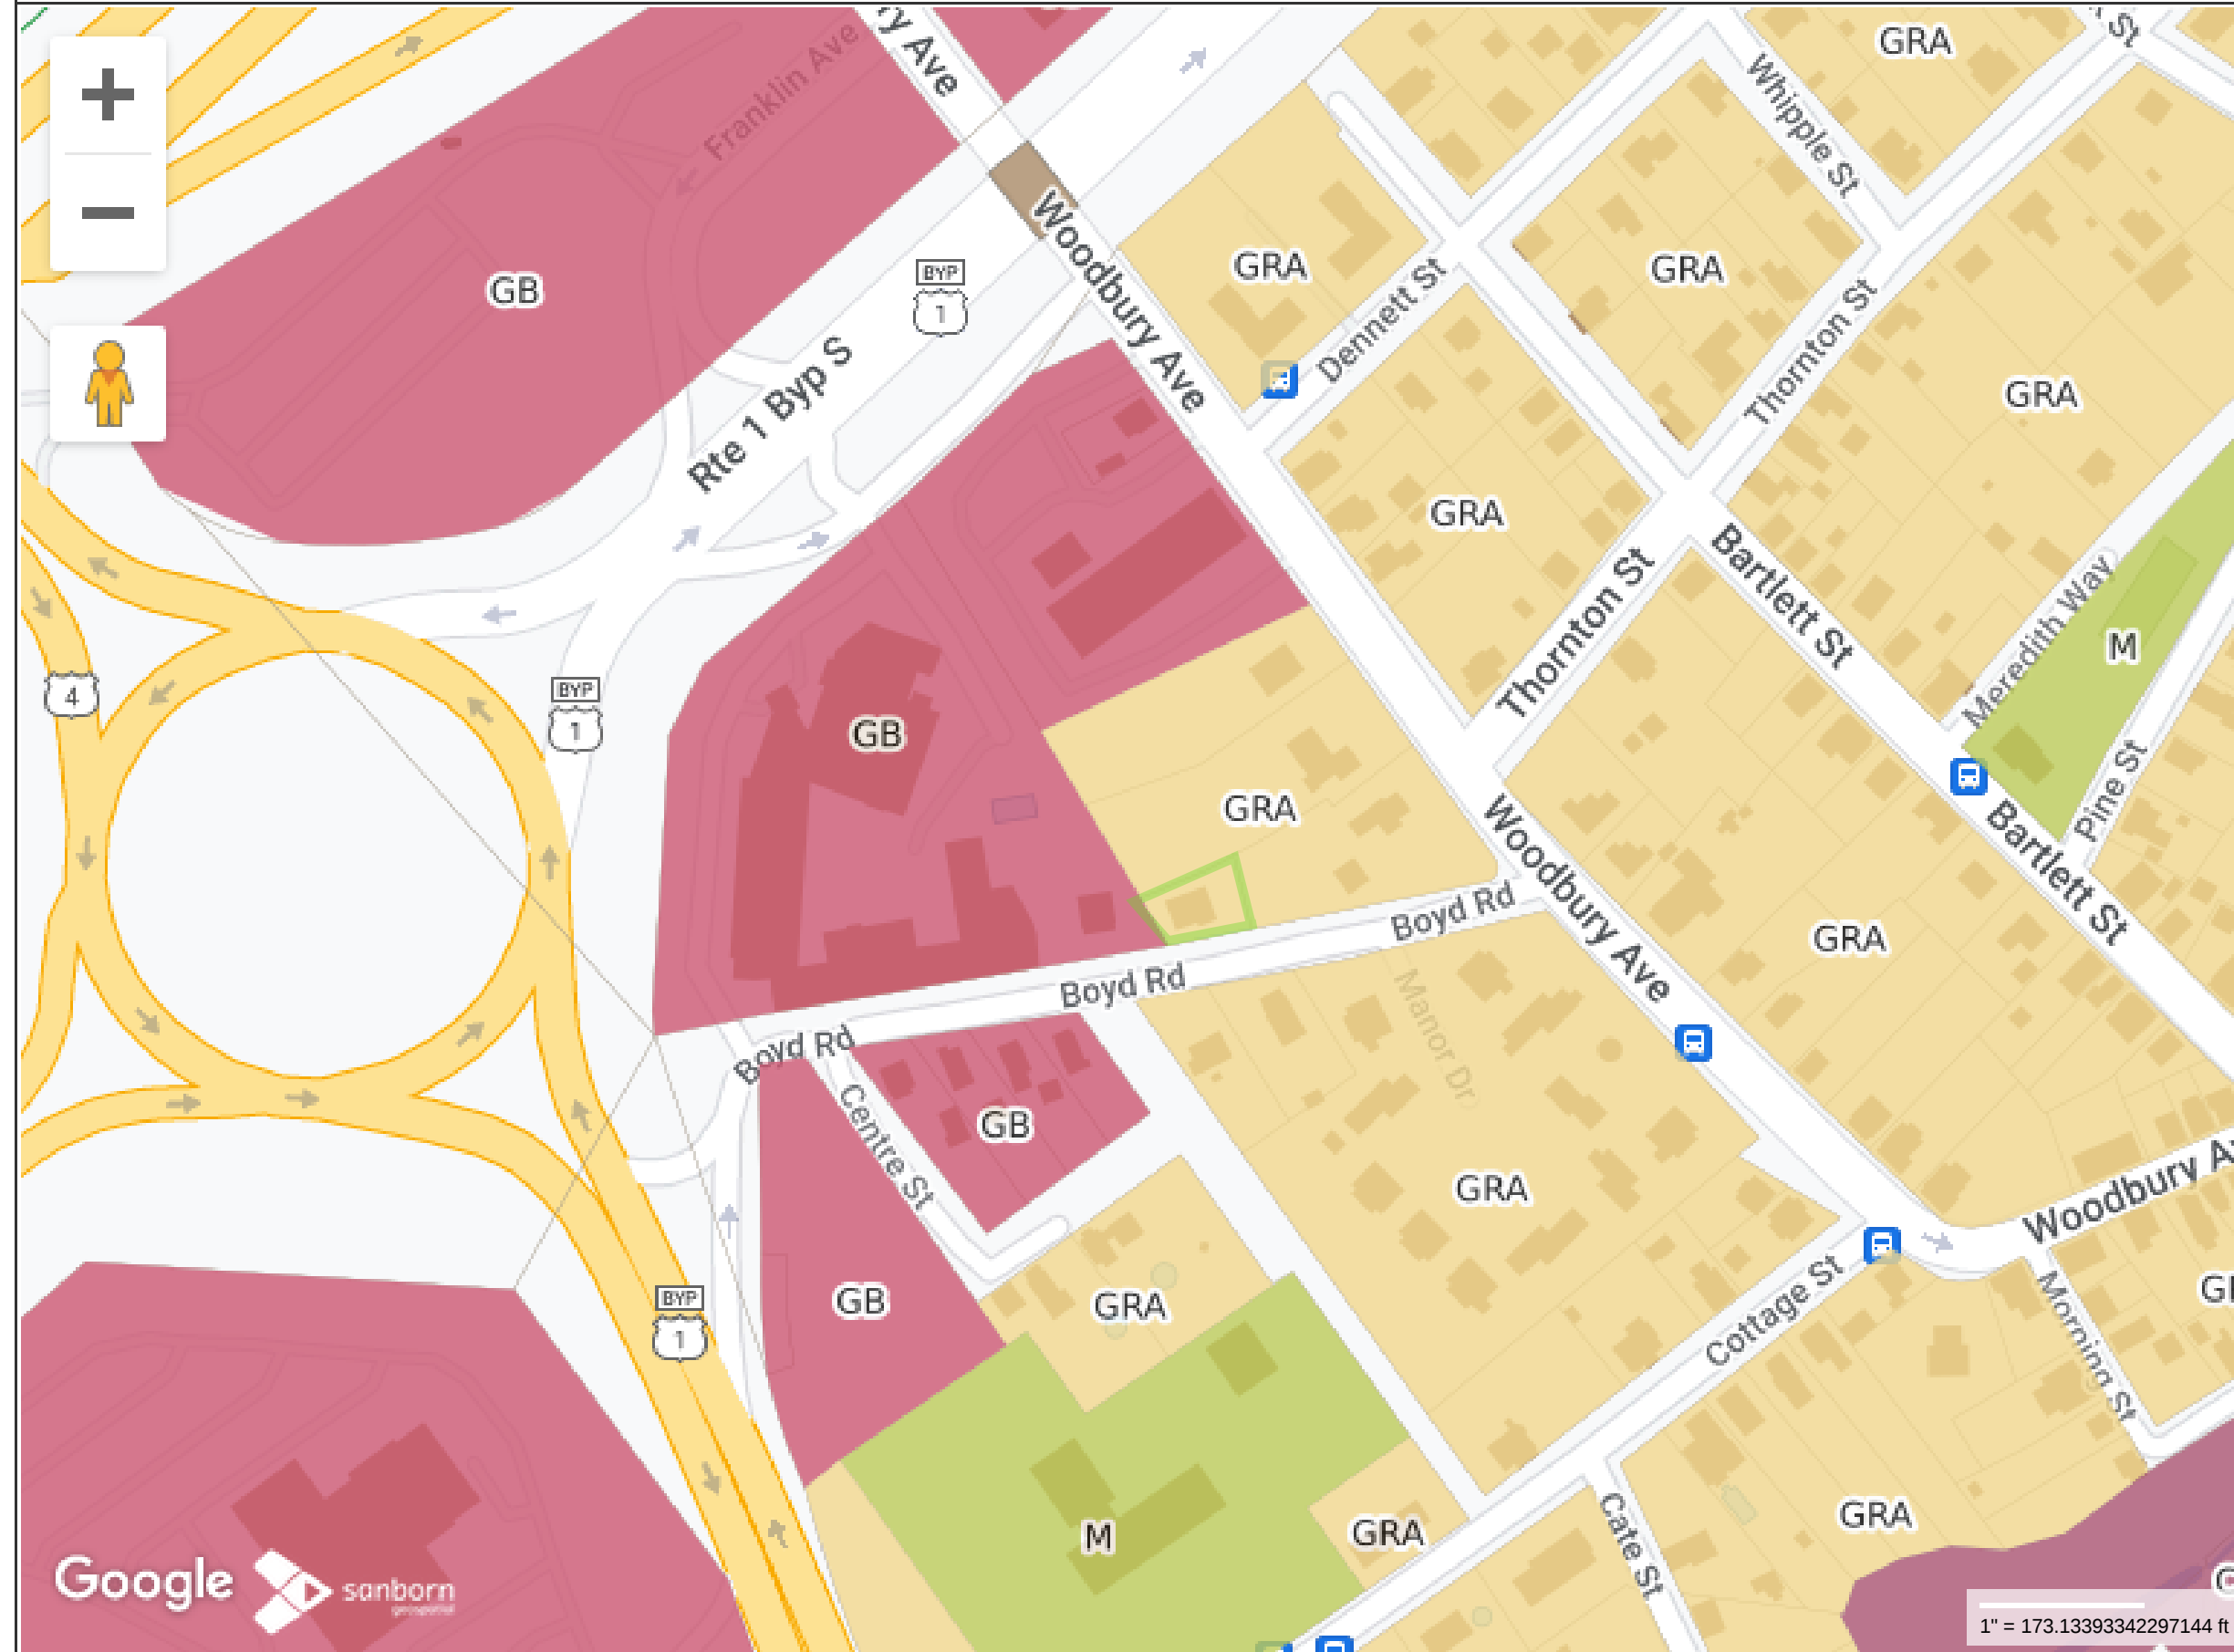 ry Ave
St
GRA
Whipple St
Franklin Ave
+
−
GB
BYP
1
Woodbury Ave
GRA
GRA
Dennett St
Thornton St
Rte 1 Byp S
GRA
GRA
Bartlett St
Meredith Way
M
Thornton St
4
BYP
1
GB
GRA
Pine St
Woodbury Ave
Bartlett St
Boyd Rd
GRA
Boyd Rd
Manor Dr
Boyd Rd
Centre St
GB
GRA
Woodbury A
GB
GRA
BYP
1
Cottage St
Morning St
M
GRA
GRA
Cate St
Google
sanborn
geospatial
1" = 173.13393342297144 ft